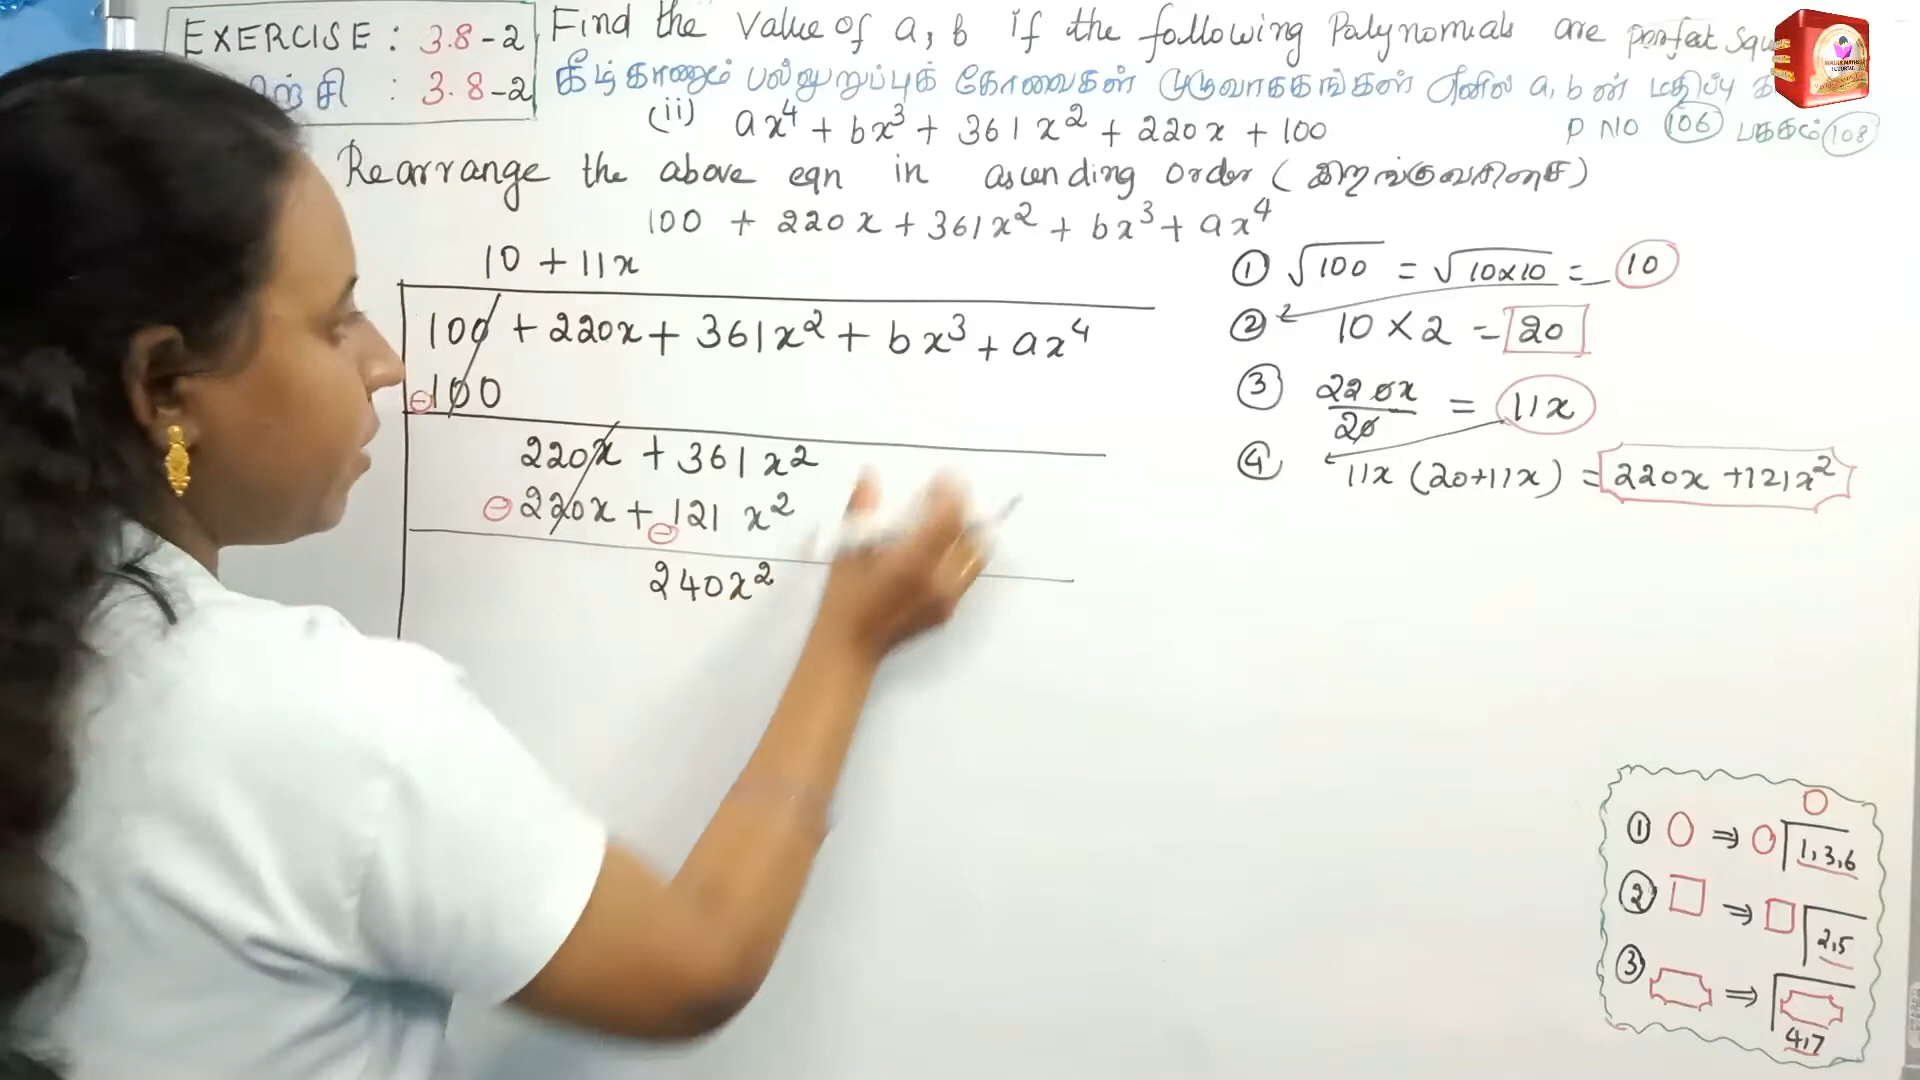 EXERCISE : 3.8-2
: 3.8-2
Find the value of a, b if the following Polynomials are perfect Squ
கீழ்காணும் பல்லுறுப்புக் கோவைகள் முழுவர்க்கங்கள் எனில் a, b ன் மதிப்பு க
(ii) ax⁴ + bx³ + 361x² + 220x + 100
P NO 106 பக்கம் 108
Rearrange the above eqn in ascending order
100 + 220x + 361x² + bx³ + ax⁴
10 + 11x
100 + 220x + 361x² + bx³ + ax⁴
⊖100
220x + 361x²
⊖220x + ⊖121x²
240x²
① √100 = √10x10 = 10
② 10 × 2 = 20
③ 220x/20 = 11x
④ 11x (20+11x) = 220x + 121x²
① ⇒ 1,3,6
② ⇒ 2,5
③ ⇒
4,7